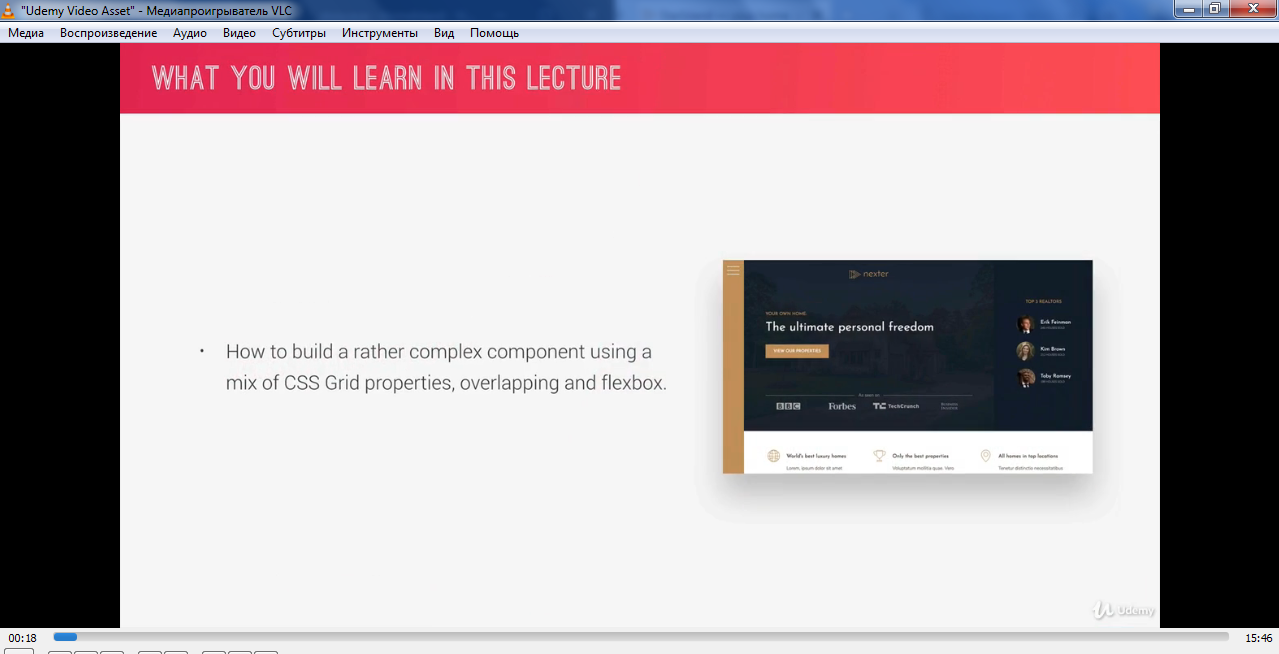 "Udemy Video Asset" - Медиапроигрыватель VLC
Медиа Воспроизведение Аудио Видео Субтитры Инструменты Вид Помощь
WHAT YOU WILL LEARN IN THIS LECTURE
• How to build a rather complex component using a
mix of CSS Grid properties, overlapping and flexbox.
nexter
YOUR OWN HOME
The ultimate personal freedom
VIEW OUR PROPERTIES
As seen on
BBC Forbes TC TechCrunch
TOP 3 REALTORS
Erik Feinman
Kim Brown
Toby Ramsey
World's best luxury homes
Lorem, ipsum dolor sit amet
Only the best properties
Voluptatum mollitia quae. Vero
All homes in top locations
Tenetur distinctio necessitatibus
Udemy
00:18 15:46